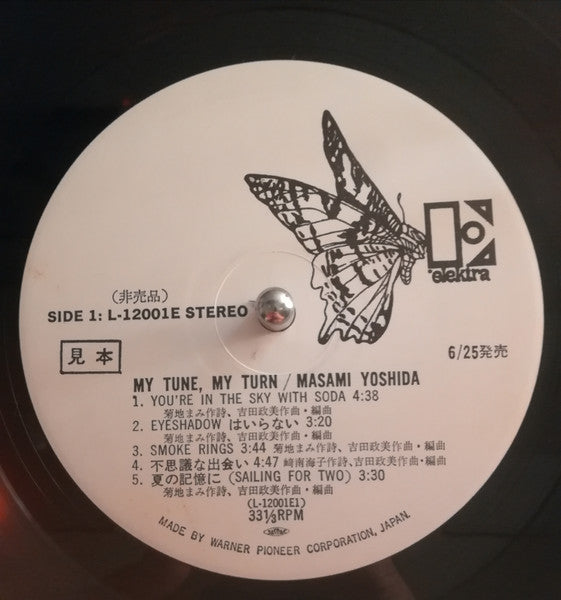 elektra
（非売品）
SIDE 1: L-12001E STEREO
見本
6/25発売
MY TUNE, MY TURN / MASAMI YOSHIDA
1. YOU'RE IN THE SKY WITH SODA 4:38
菊地まみ作詩、吉田政美作曲・編曲
2. EYESHADOW はいらない 3:20
菊地まみ作詩、吉田政美作曲・編曲
3. SMOKE RINGS 3:44 菊地まみ作詩、吉田政美作曲・編曲
4. 不思議な出会い 4:47 崎南海子作詩、吉田政美作曲・編曲
5. 夏の記憶に (SAILING FOR TWO) 3:30
菊地まみ作詩、吉田政美作曲・編曲
(L-12001E1)
33⅓RPM
MADE BY WARNER PIONEER CORPORATION, JAPAN.